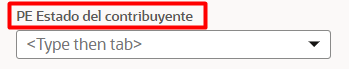 PE Estado del contribuyente
<Type then tab>